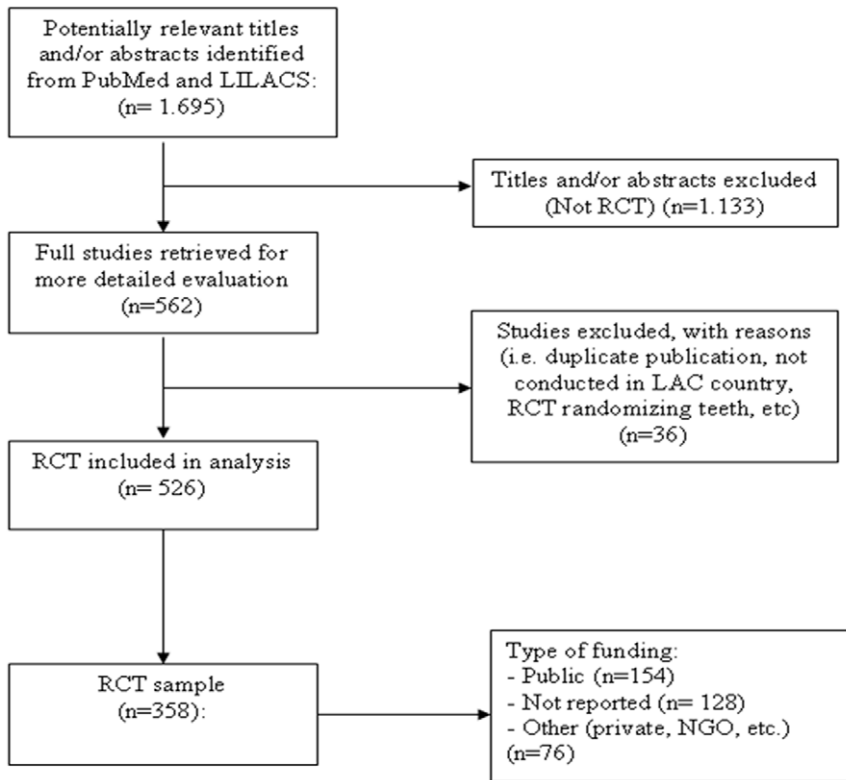 Potentially relevant titles
and/or abstracts identified
from PubMed and LILACS:
(n= 1.695)
Titles and/or abstracts excluded
(Not RCT) (n=1.133)
Full studies retrieved for
more detailed evaluation
(n=562)
Studies excluded, with reasons
(i.e. duplicate publication, not
conducted in LAC country,
RCT randomizing teeth, etc)
(n=36)
RCT included in analysis
(n= 526)
RCT sample
(n=358):
Type of funding:
- Public (n=154)
- Not reported (n= 128)
- Other (private, NGO, etc.)
(n=76)